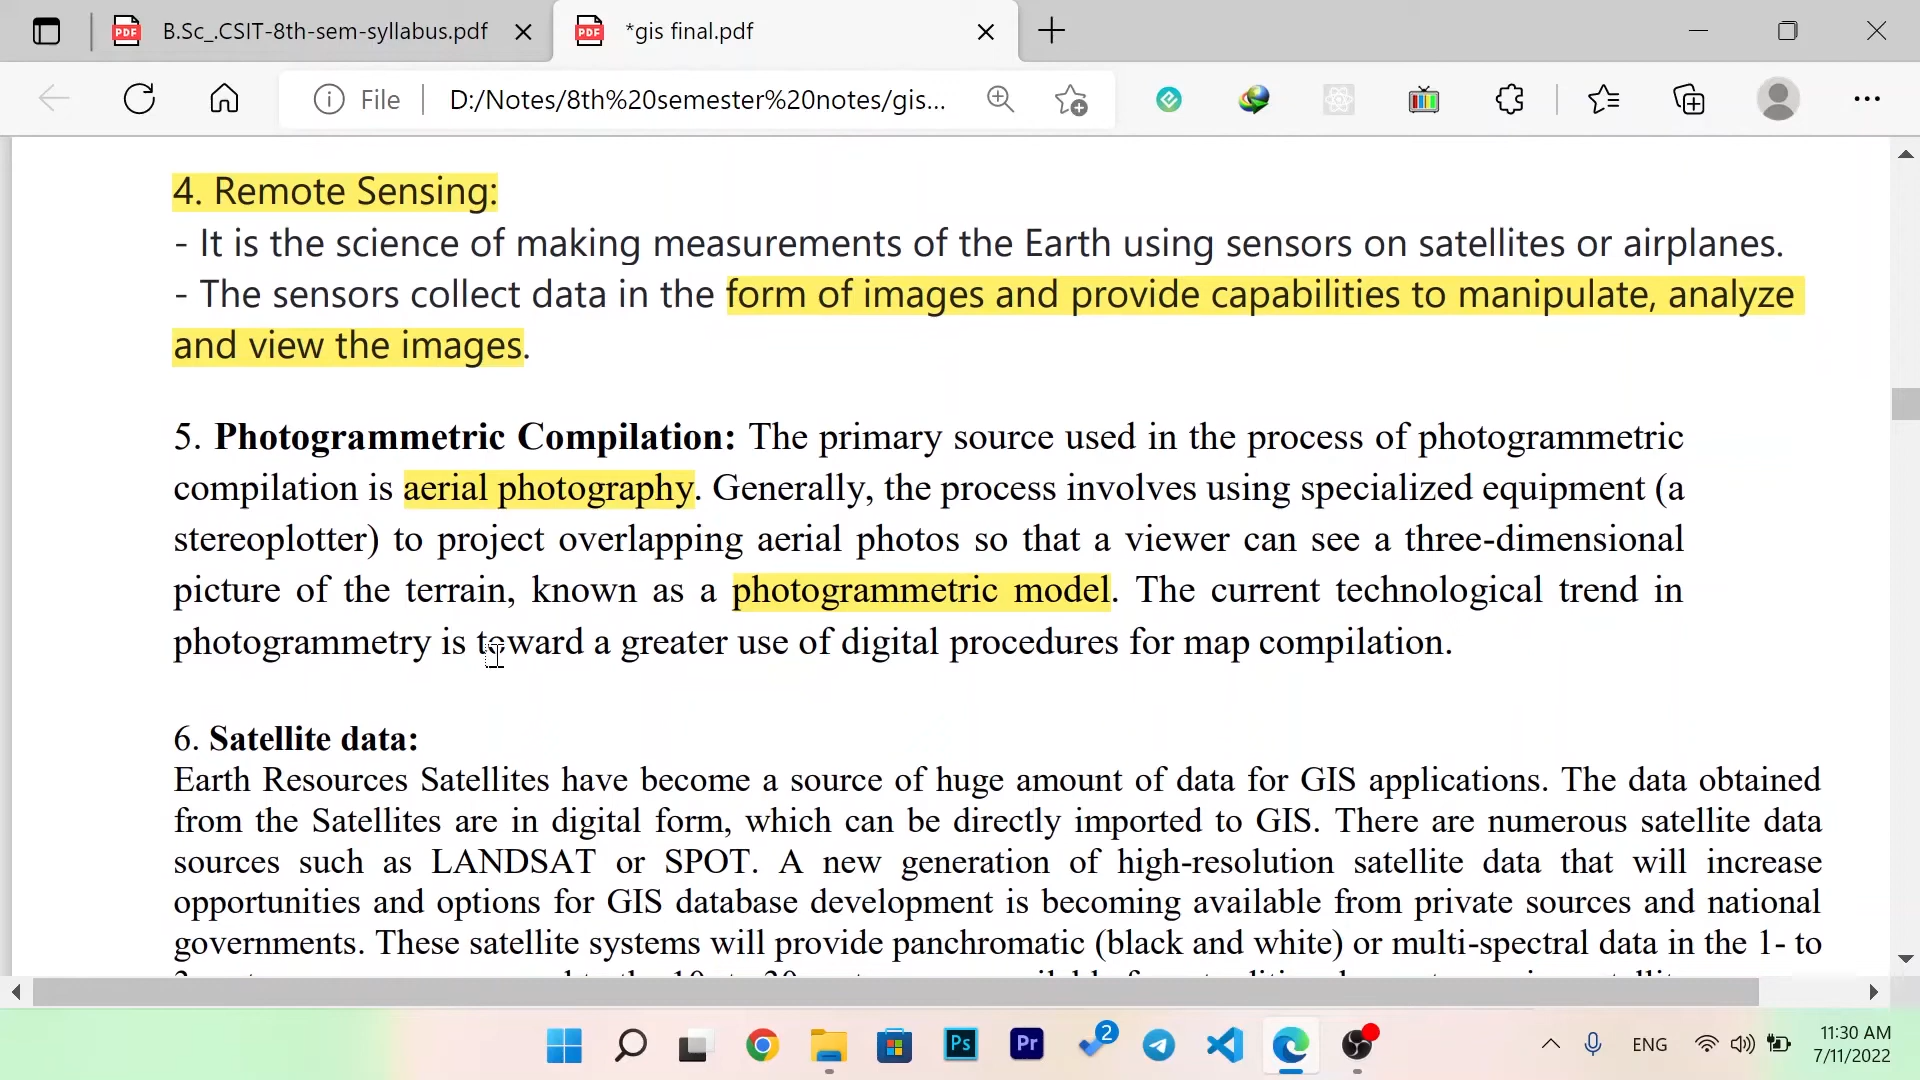 B.Sc_.CSIT-8th-sem-syllabus.pdf
*gis final.pdf
File
D:/Notes/8th%20semester%20notes/gis...
4. Remote Sensing:
- It is the science of making measurements of the Earth using sensors on satellites or airplanes.
- The sensors collect data in the form of images and provide capabilities to manipulate, analyze
and view the images.
5. Photogrammetric Compilation: The primary source used in the process of photogrammetric
compilation is aerial photography. Generally, the process involves using specialized equipment (a
stereoplotter) to project overlapping aerial photos so that a viewer can see a three-dimensional
picture of the terrain, known as a photogrammetric model. The current technological trend in
photogrammetry is toward a greater use of digital procedures for map compilation.
6. Satellite data:
Earth Resources Satellites have become a source of huge amount of data for GIS applications. The data obtained
from the Satellites are in digital form, which can be directly imported to GIS. There are numerous satellite data
sources such as LANDSAT or SPOT. A new generation of high-resolution satellite data that will increase
opportunities and options for GIS database development is becoming available from private sources and national
governments. These satellite systems will provide panchromatic (black and white) or multi-spectral data in the 1- to
Ps
Pr
2
ENG
11:30 AM
7/11/2022